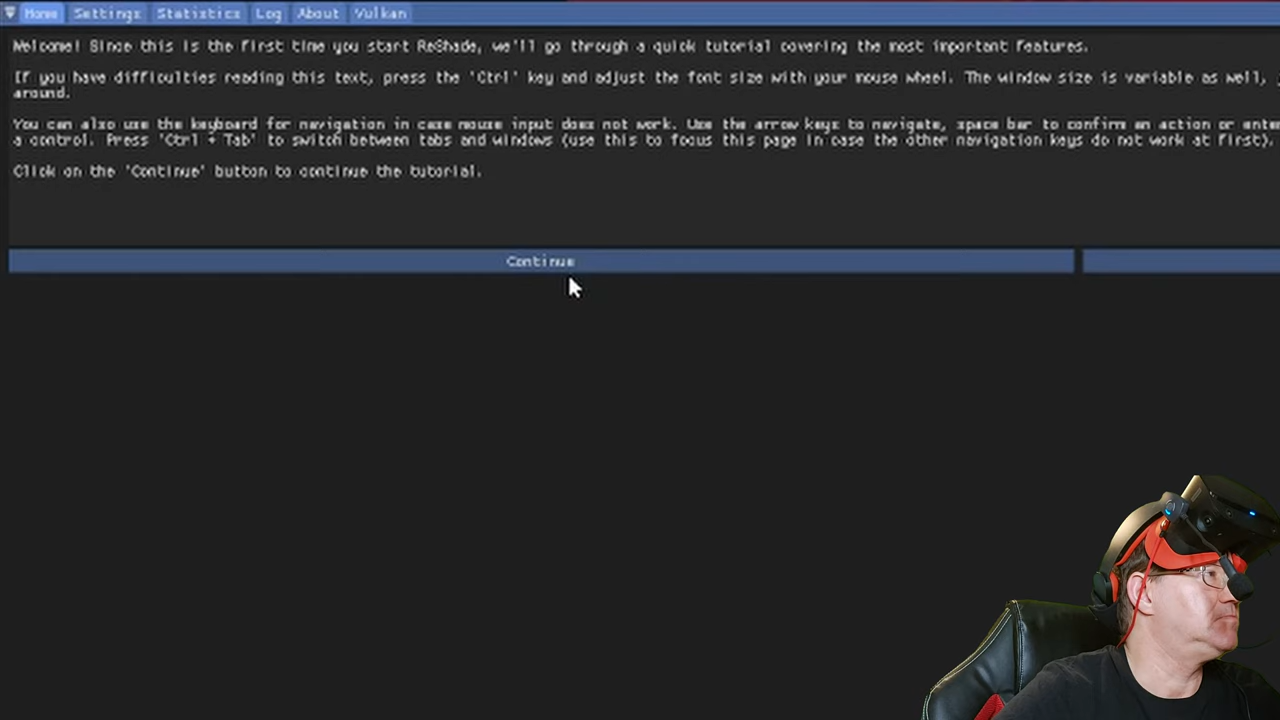 Home Settings Statistics Log About Vulkan
Welcome! Since this is the first time you start ReShade, we'll go through a quick tutorial covering the most important features.
If you have difficulties reading this text, press the 'Ctrl' key and adjust the font size with your mouse wheel. The window size is variable as well,
around.
You can also use the keyboard for navigation in case mouse input does not work. Use the arrow keys to navigate, space bar to confirm an action or ente
a control. Press 'Ctrl + Tab' to switch between tabs and windows (use this to focus this page in case the other navigation keys do not work at first).
Click on the 'Continue' button to continue the tutorial.
Continue